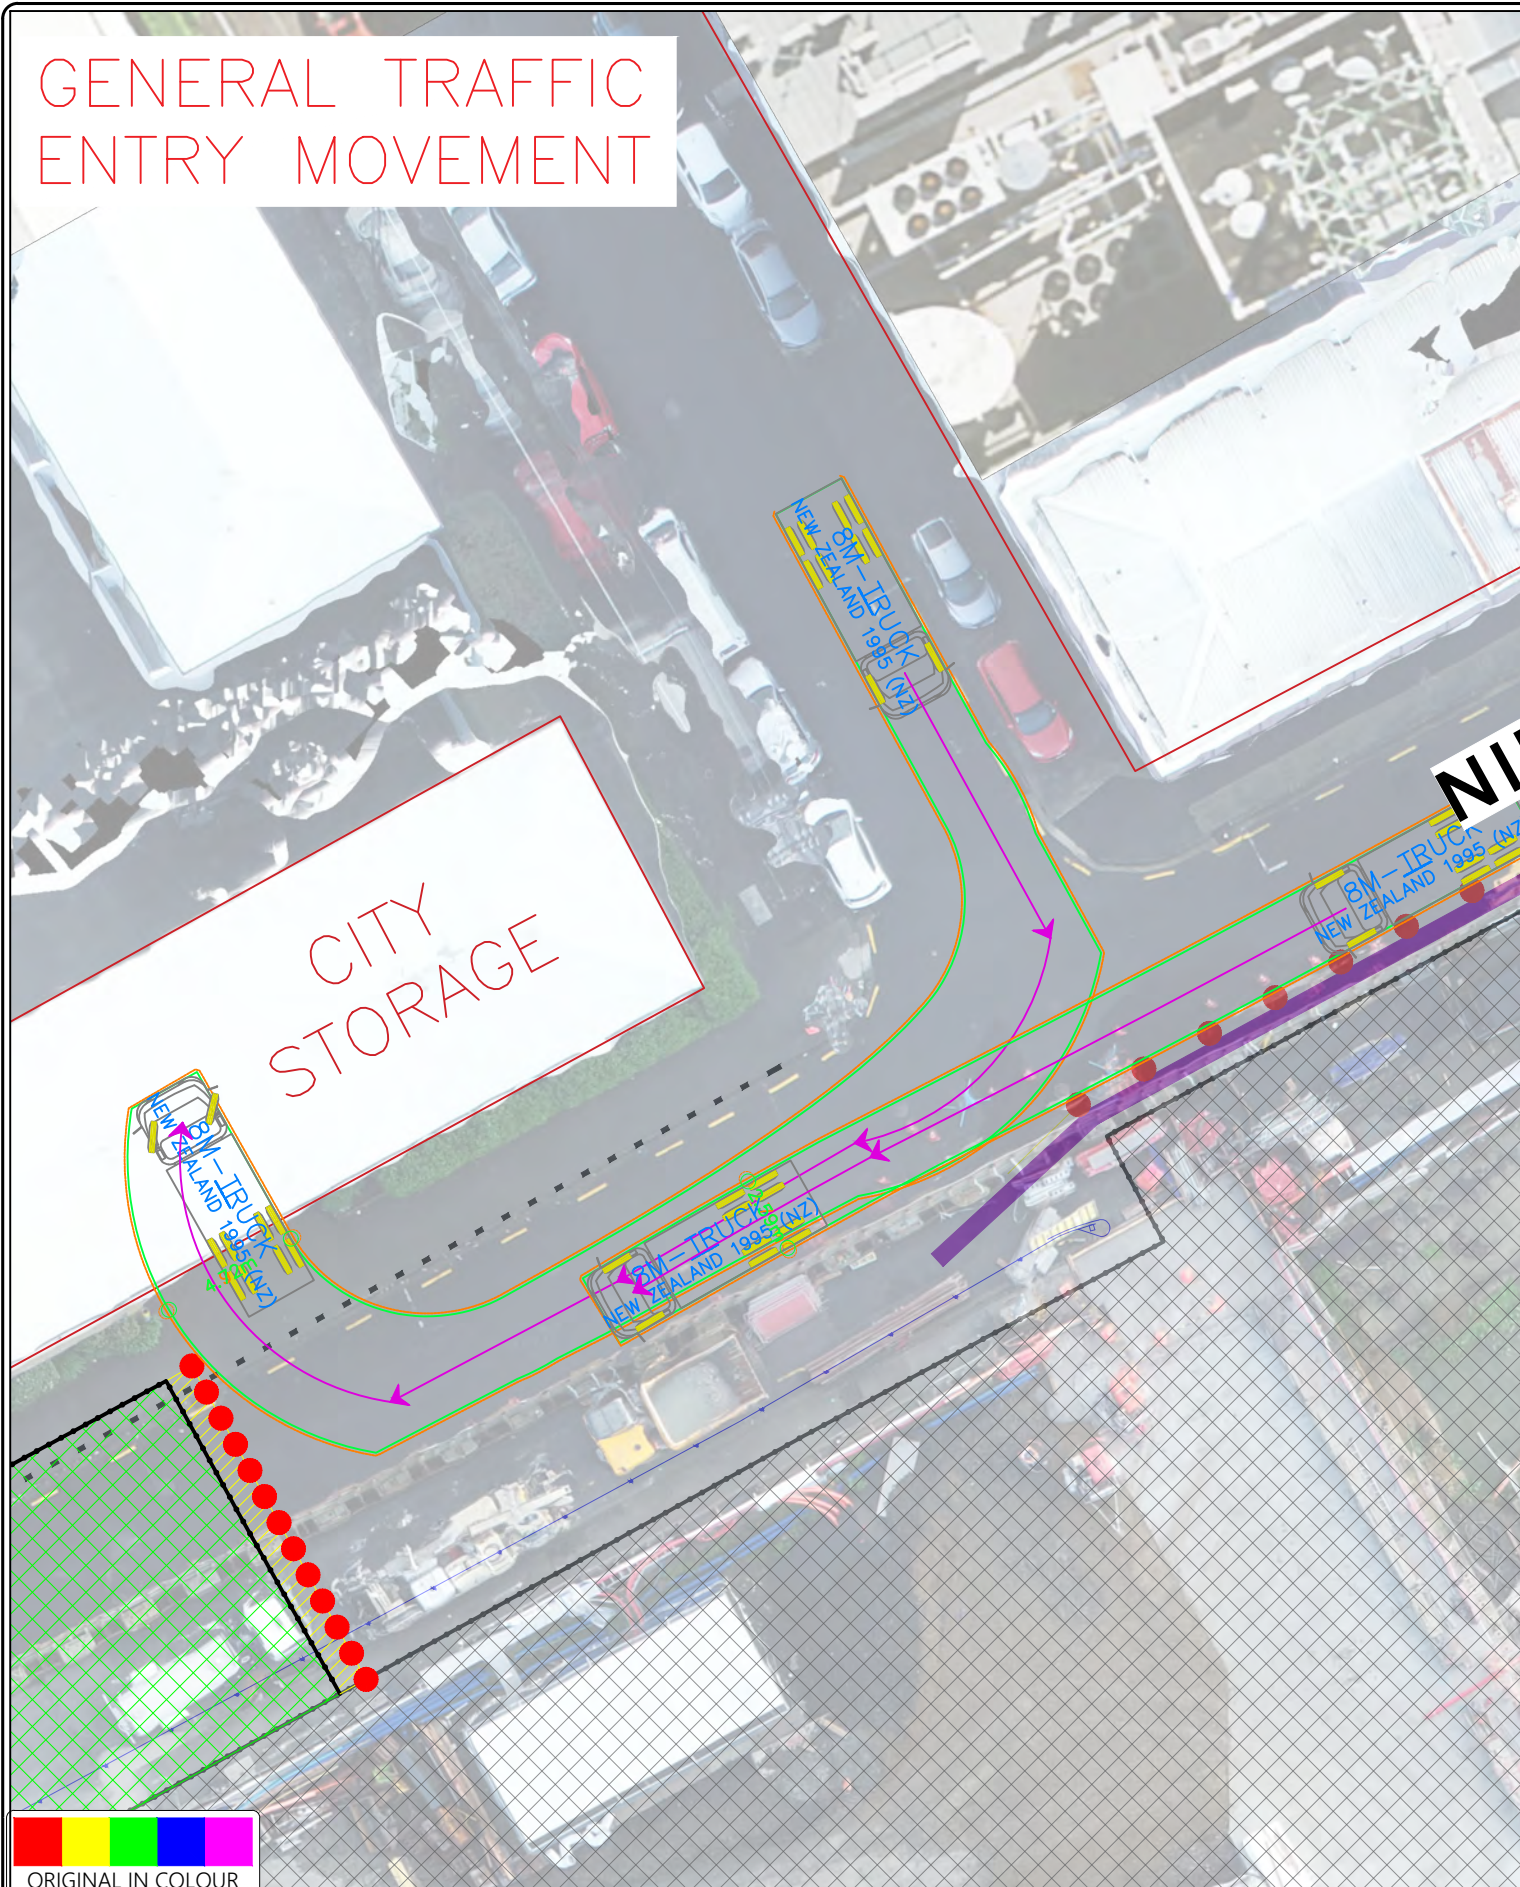 GENERAL TRAFFIC
ENTRY MOVEMENT
8M-TRUCK
NEW ZEALAND 1995 (NZ)
8M-TRUCK
ZEALAND 1995
NEW
CITY
STORAGE
8M-TRUCK
NEW ZEALAND 1995 (NZ)
8M-TRUCK
NEW ZEALAND 1995 (NZ)
ORIGINAL IN COLOUR